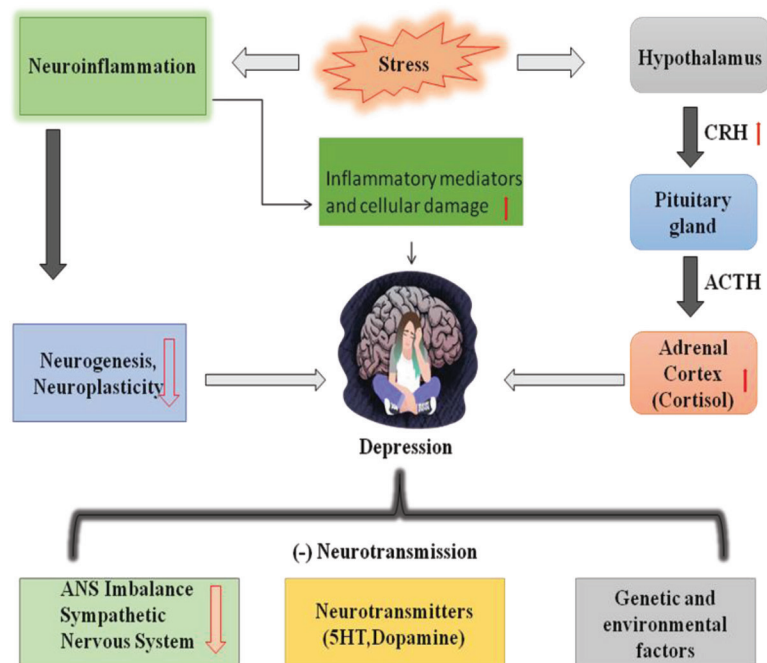 Neuroinflammation
Stress
Hypothalamus
CRH
Inflammatory mediators
and cellular damage
Pituitary
gland
ACTH
Neurogenesis,
Neuroplasticity
Adrenal
Cortex
(Cortisol)
Depression
(-) Neurotransmission
ANS Imbalance
Sympathetic
Nervous System
Neurotransmitters
(5HT,Dopamine)
Genetic and
environmental
factors